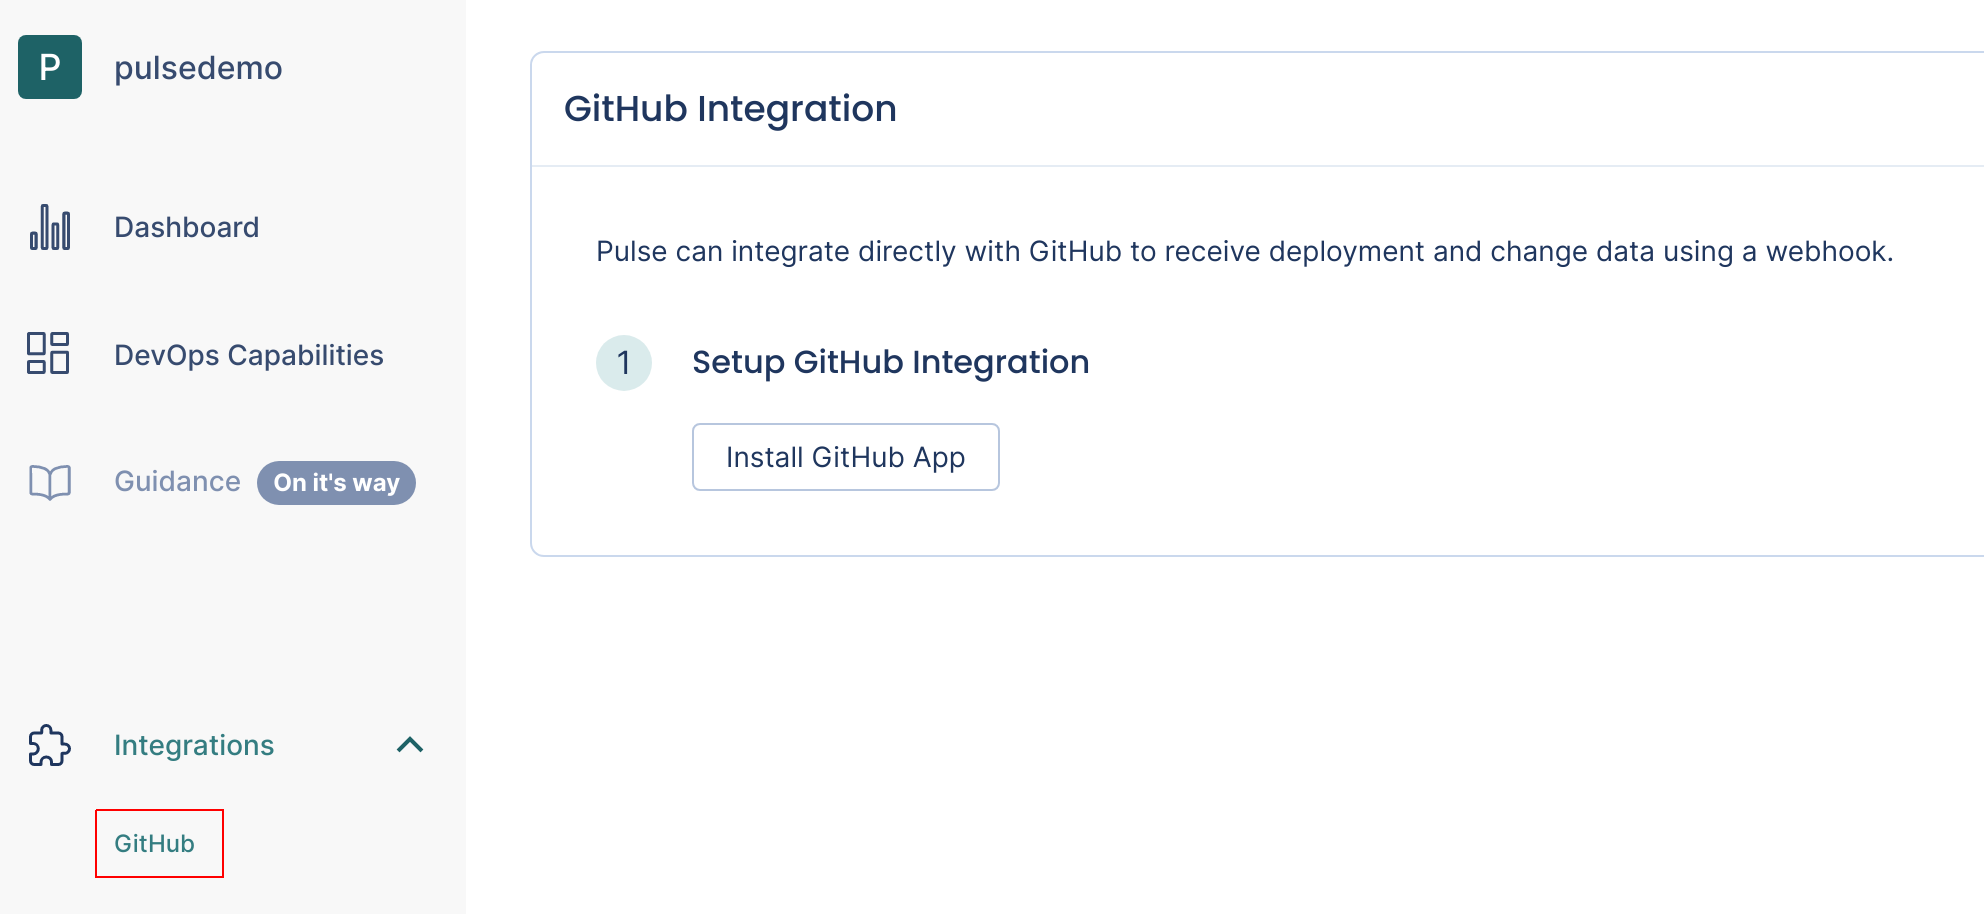 P pulsedemo
Dashboard
DevOps Capabilities
Guidance On it's way
Integrations
GitHub
GitHub Integration
Pulse can integrate directly with GitHub to receive deployment and change data using a webhook.
1 Setup GitHub Integration
Install GitHub App